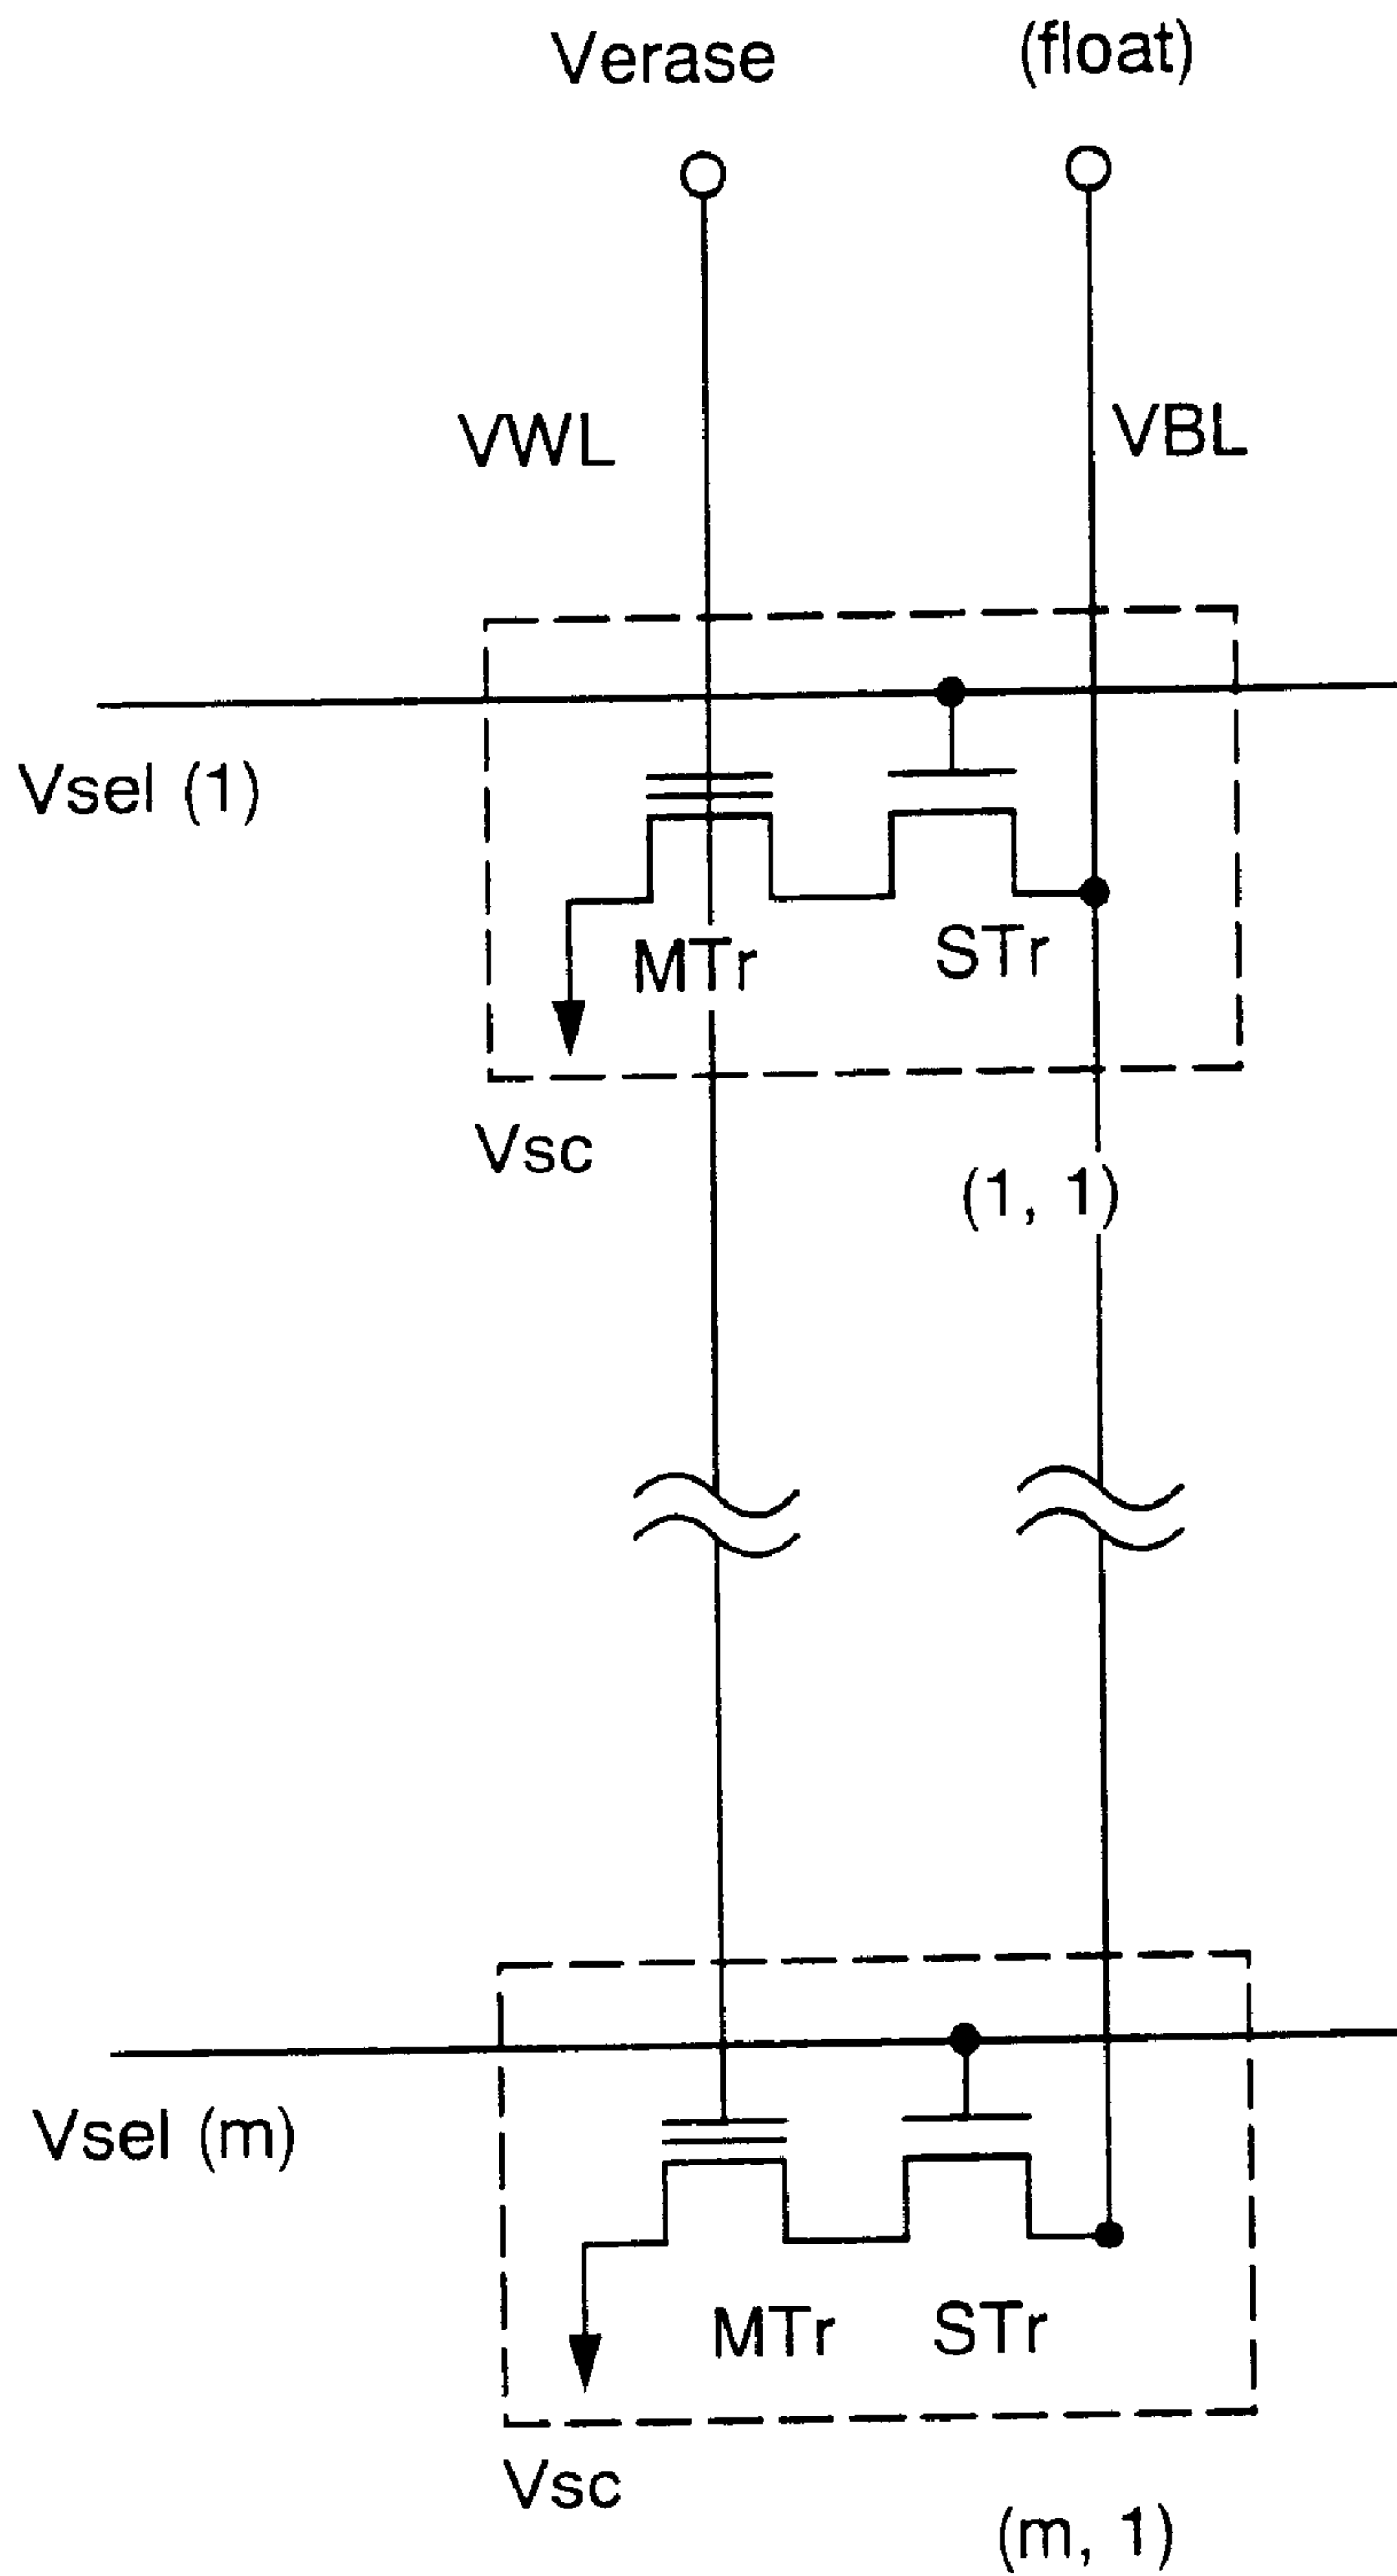 Verase
(float)
VWL
VBL
Vsel (1)
MTr
STr
Vsc
(1, 1)
Vsel (m)
MTr
STr
Vsc
(m, 1)